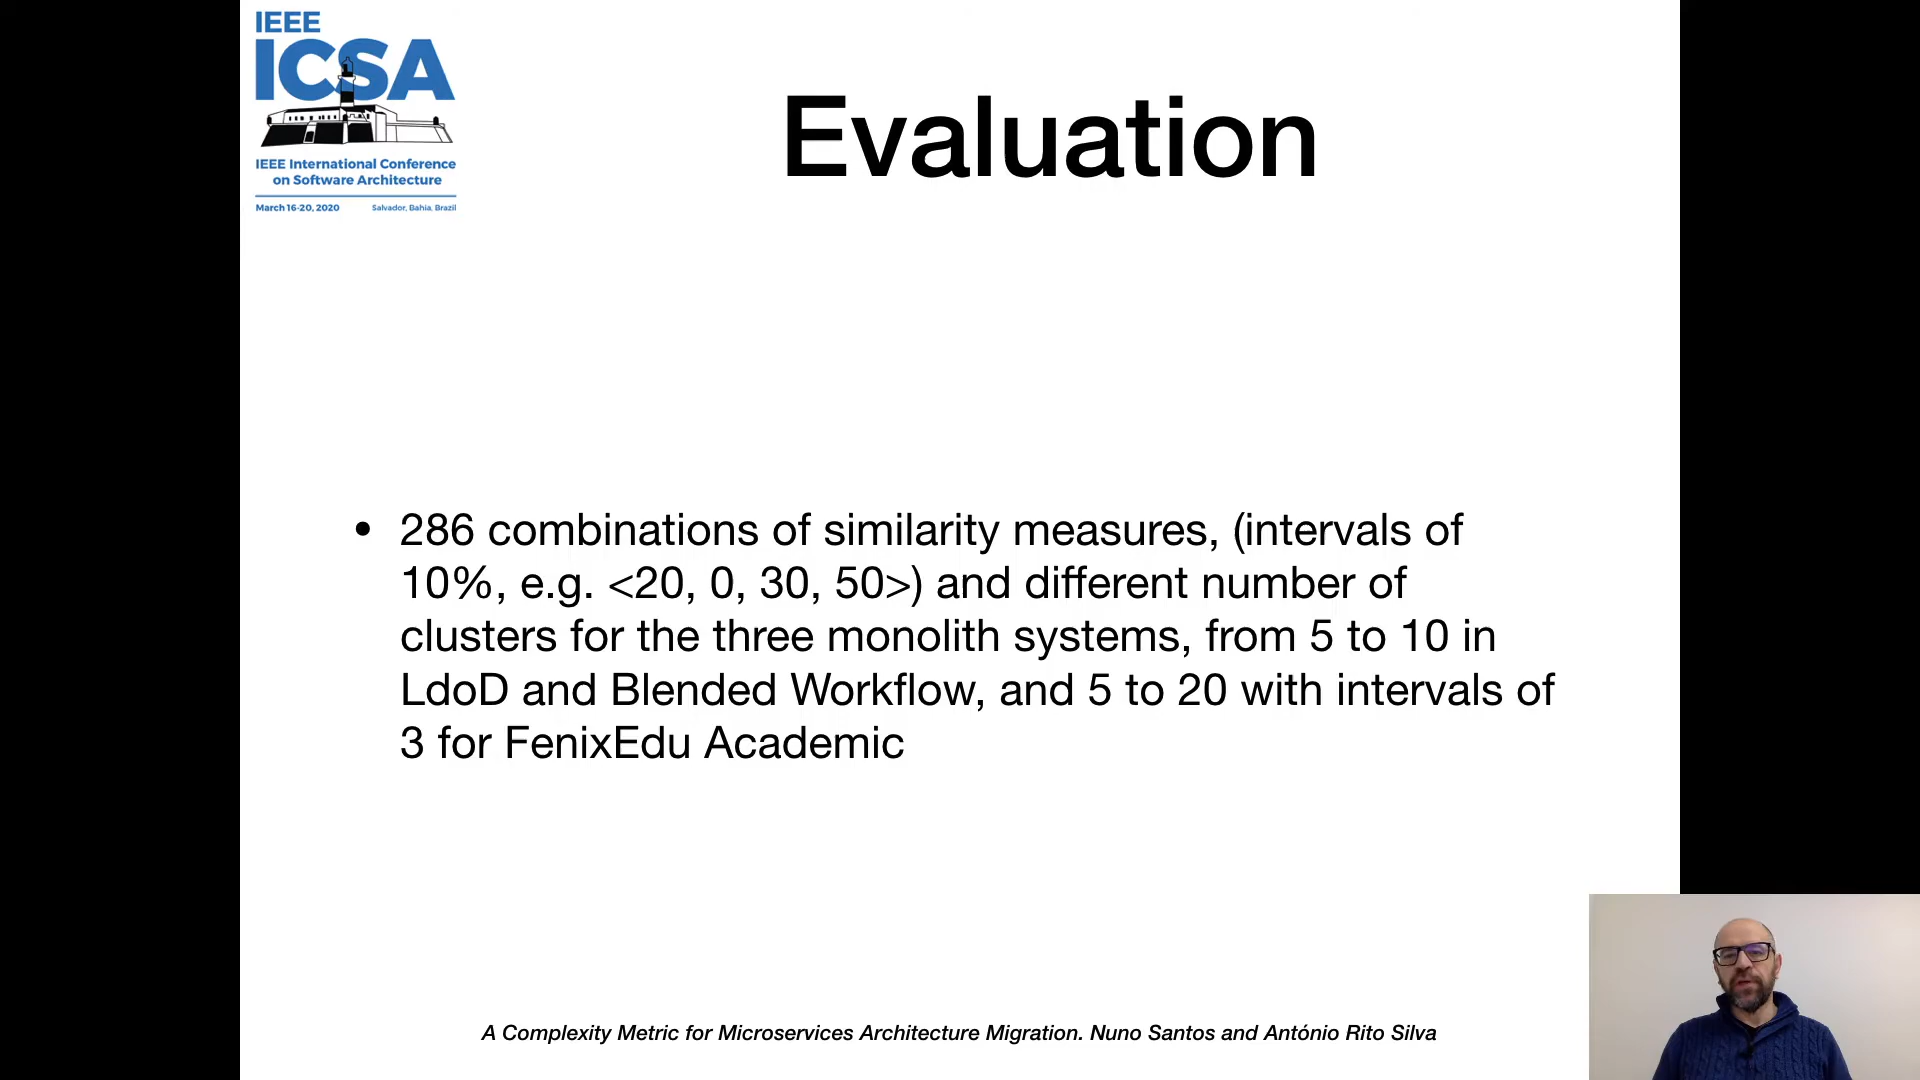 IEEE
ICSA
IEEE International Conference
on Software Architecture
March 16-20, 2020 Salvador, Bahia, Brazil
Evaluation
• 286 combinations of similarity measures, (intervals of
10%, e.g. <20, 0, 30, 50>) and different number of
clusters for the three monolith systems, from 5 to 10 in
LdoD and Blended Workflow, and 5 to 20 with intervals of
3 for FenixEdu Academic
A Complexity Metric for Microservices Architecture Migration. Nuno Santos and António Rito Silva